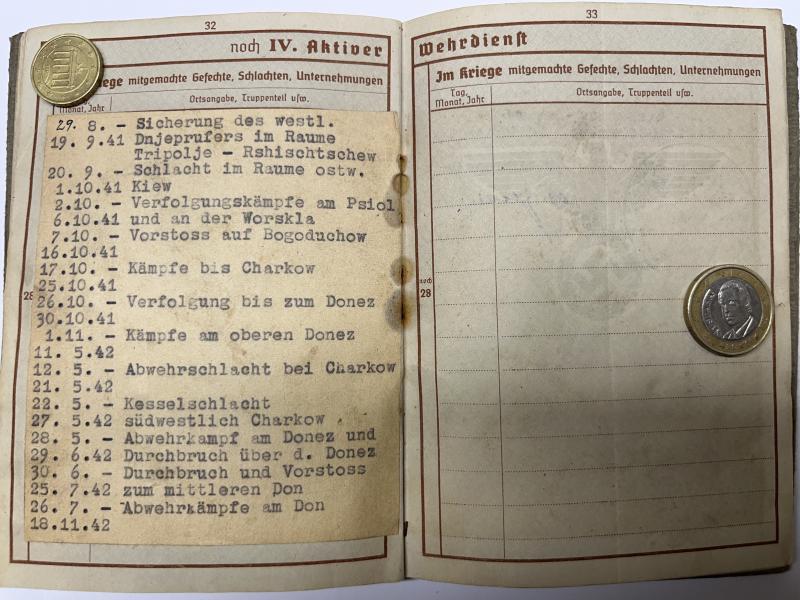 32
noch IV. Aktiver
Kriege mitgemachte Gefechte, Schlachten, Unternehmungen
Monat, Jahr
Ortsangabe, Truppenteil usw.
29. 8. - Sicherung des westl.
19. 9.41 Dnjeprufers im Raume
Tripolje - Rshischtschew
20. 9. - Schlacht im Raume ostw.
1.10.41 Kiew
2.10. - Verfolgungskämpfe am Psiol
6.10.41 und an der Worskla
7.10. - Vorstoss auf Bogoduchow
16.10.41
17.10. - Kämpfe bis Charkow
25.10.41
26.10. - Verfolgung bis zum Donez
30.10.41
1.11. - Kämpfe am oberen Donez
11. 5.42
12. 5. - Abwehrschlacht bei Charkow
21. 5.42
22. 5. - Kesselschlacht
27. 5.42 südwestlich Charkow
28. 5. - Abwehrkampf am Donez und
29. 6.42 Durchbruch über d. Donez
30. 6. - Durchbruch und Vorstoss
25. 7.42 zum mittleren Don
26. 7. - Abwehrkämpfe am Don
18.11.42
28
33
Wehrdienst
Im Kriege mitgemachte Gefechte, Schlachten, Unternehmungen
Tag, Monat, Jahr
Ortsangabe, Truppenteil usw.
noch
28